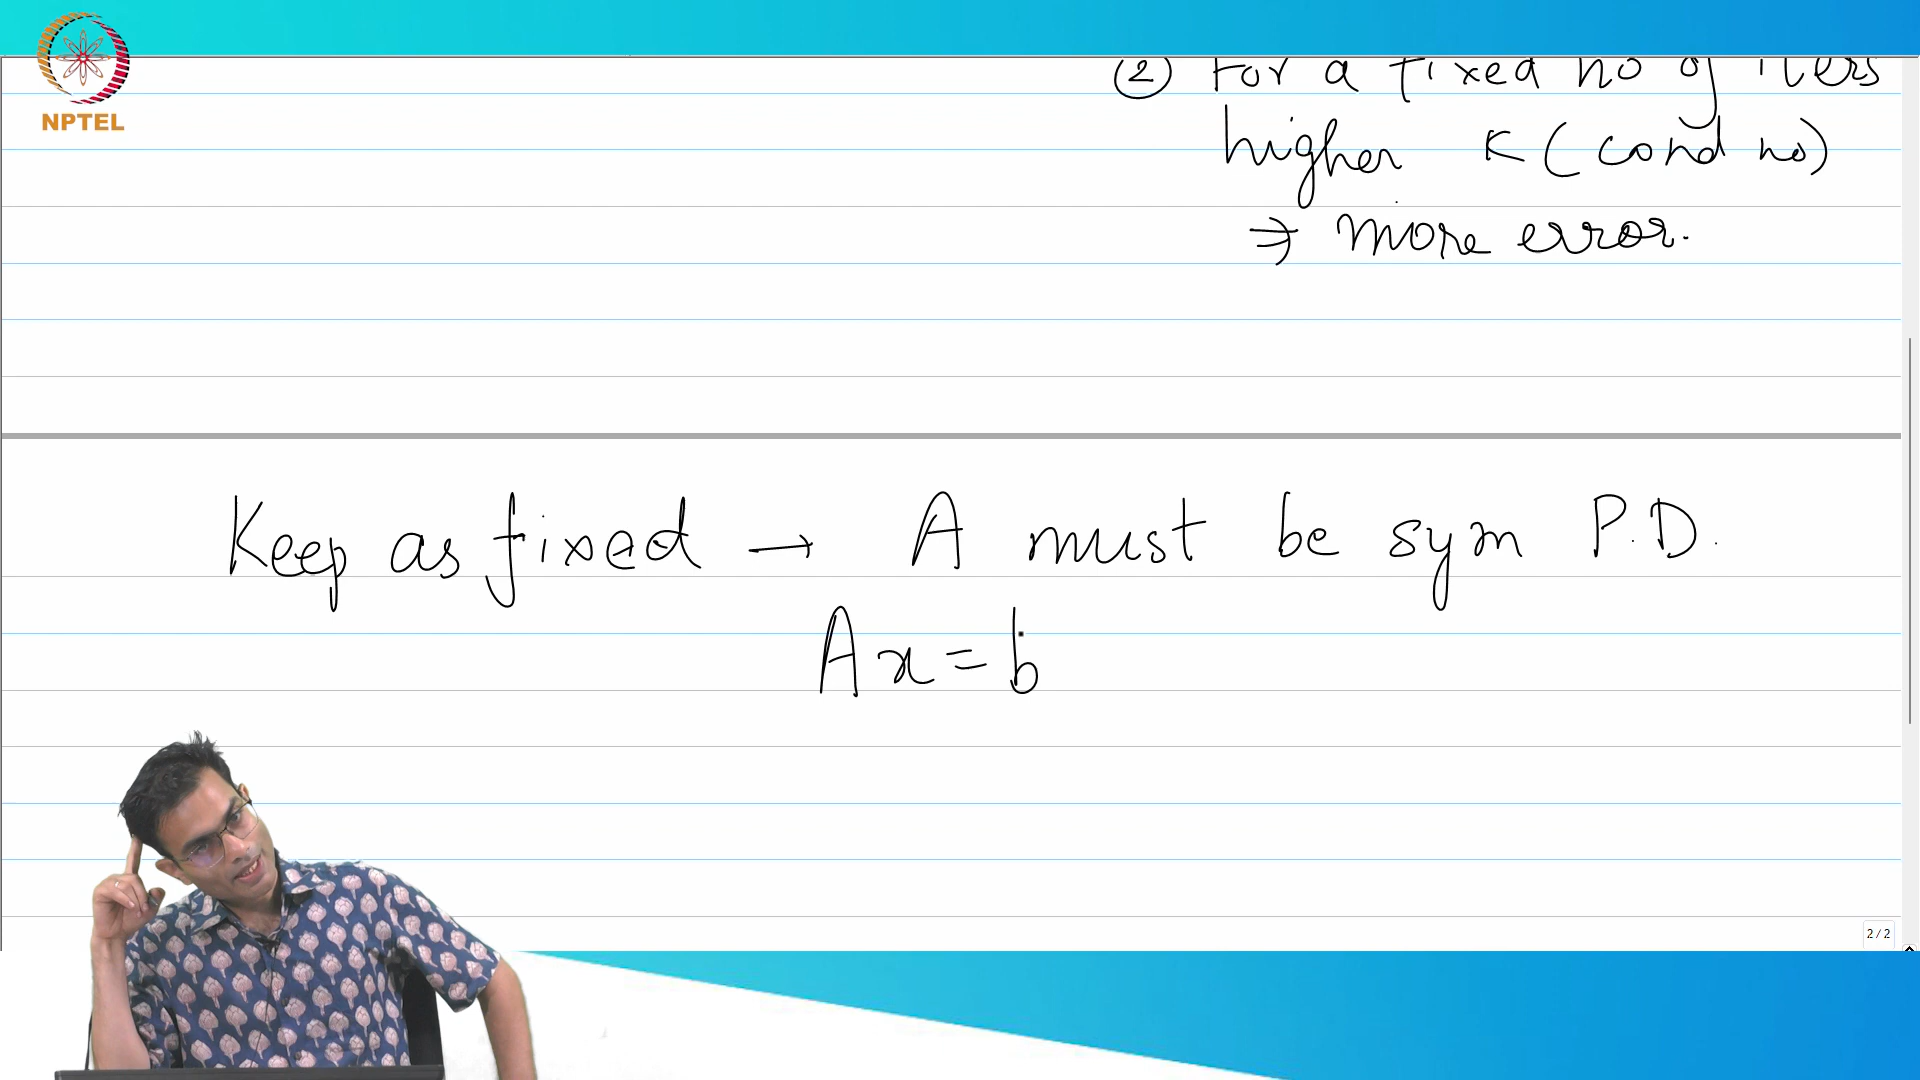 NPTEL
(2) For a fixed no of iters
higher K (cond no)
⇒ more error.
Keep as fixed → A must be sym P.D.
Ax = b
2 / 2